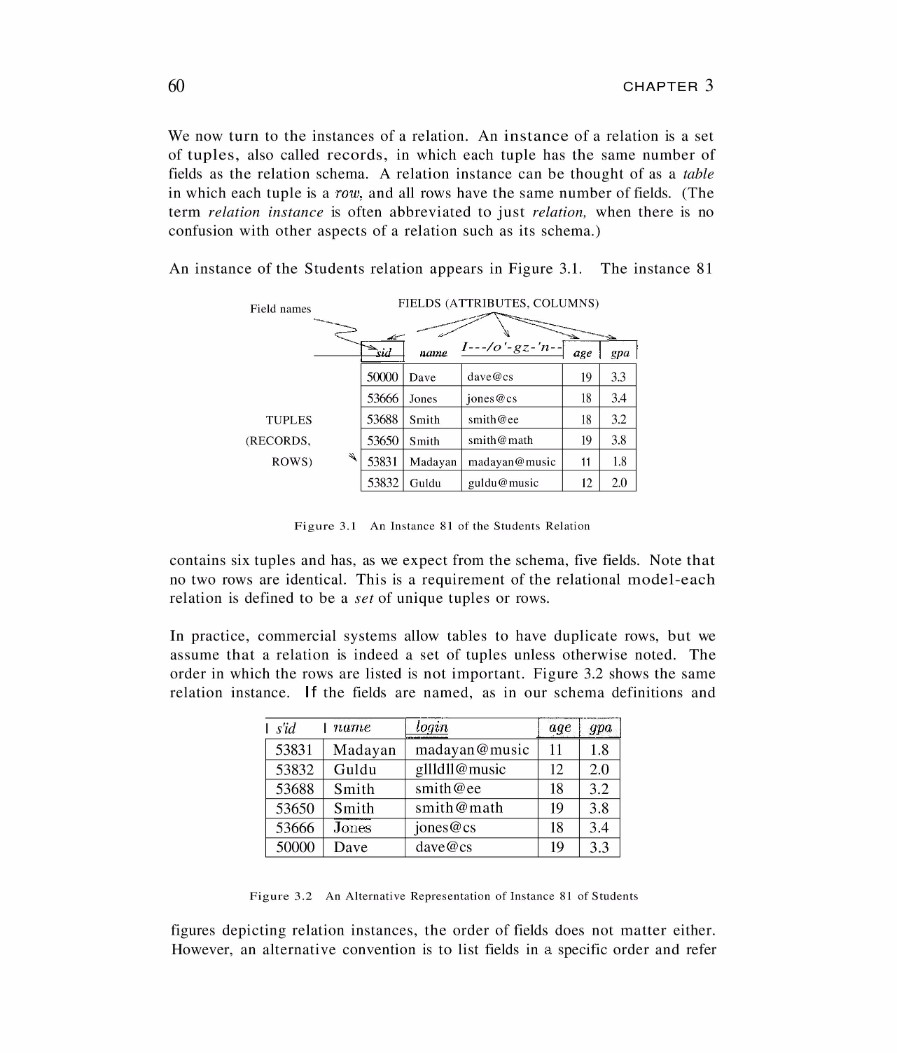 60 CHAPTER 3
We now turn to the instances of a relation. An instance of a relation is a set
of tuples, also called records, in which each tuple has the same number of
fields as the relation schema. A relation instance can be thought of as a table
in which each tuple is a row, and all rows have the same number of fields. (The
term relation instance is often abbreviated to just relation, when there is no
confusion with other aspects of a relation such as its schema.)
An instance of the Students relation appears in Figure 3.1. The instance 81
Field names FIELDS (ATTRIBUTES, COLUMNS)
sid name I---/o'-gz-'n-- age gpa
50000 Dave dave@cs 19 3.3
53666 Jones jones@cs 18 3.4
TUPLES 53688 Smith smith@ee 18 3.2
(RECORDS, 53650 Smith smith@math 19 3.8
ROWS) 53831 Madayan madayan@music 11 1.8
53832 Guldu guldu@music 12 2.0
Figure 3.1 An Instance 81 of the Students Relation
contains six tuples and has, as we expect from the schema, five fields. Note that
no two rows are identical. This is a requirement of the relational model-each
relation is defined to be a set of unique tuples or rows.
In practice, commercial systems allow tables to have duplicate rows, but we
assume that a relation is indeed a set of tuples unless otherwise noted. The
order in which the rows are listed is not important. Figure 3.2 shows the same
relation instance. If the fields are named, as in our schema definitions and
I s'id I name login age gpa
53831 Madayan madayan@music 11 1.8
53832 Guldu gllldll@music 12 2.0
53688 Smith smith@ee 18 3.2
53650 Smith smith@math 19 3.8
53666 Jones jones@cs 18 3.4
50000 Dave dave@cs 19 3.3
Figure 3.2 An Alternative Representation of Instance 81 of Students
figures depicting relation instances, the order of fields does not matter either.
However, an alternative convention is to list fields in a specific order and refer